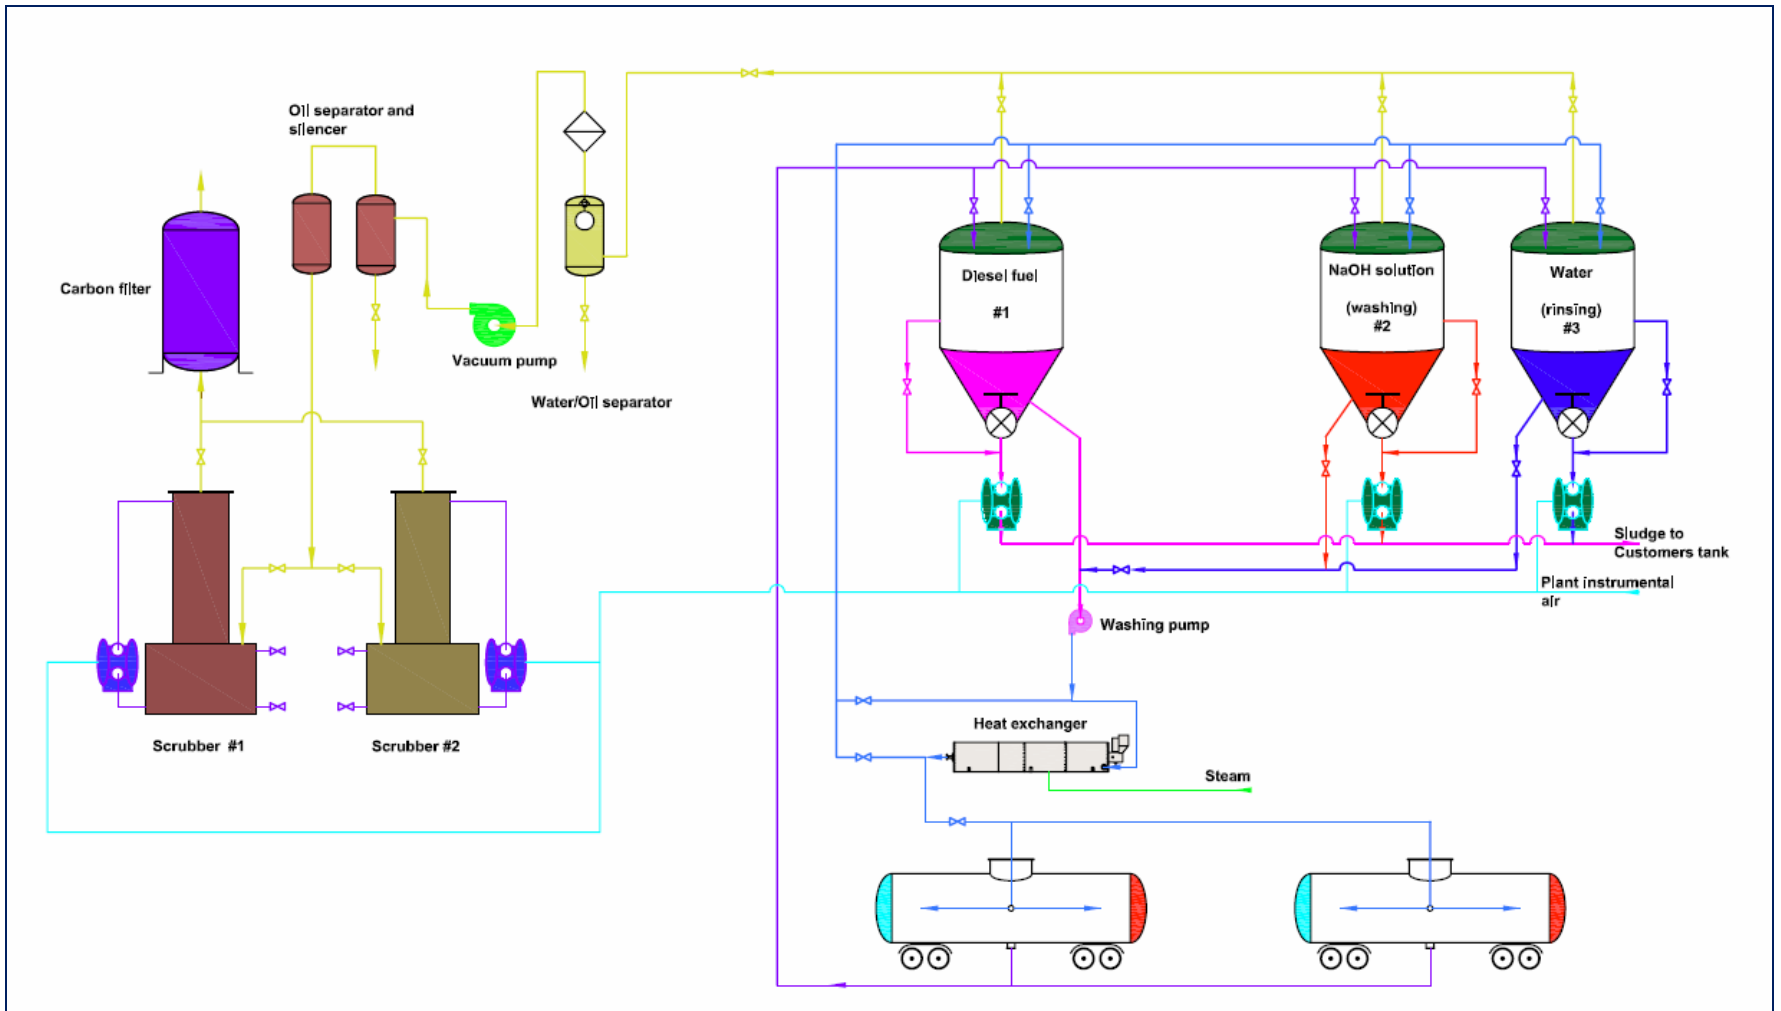 Oil separator and
silencer
Carbon filter
Vacuum pump
Water/Oil separator
Diesel fuel
#1
NaOH solution
(washing)
#2
Water
(rinsing)
#3
Sludge to
Customers tank
Plant instrumental
air
Washing pump
Heat exchanger
Steam
Scrubber #1
Scrubber #2